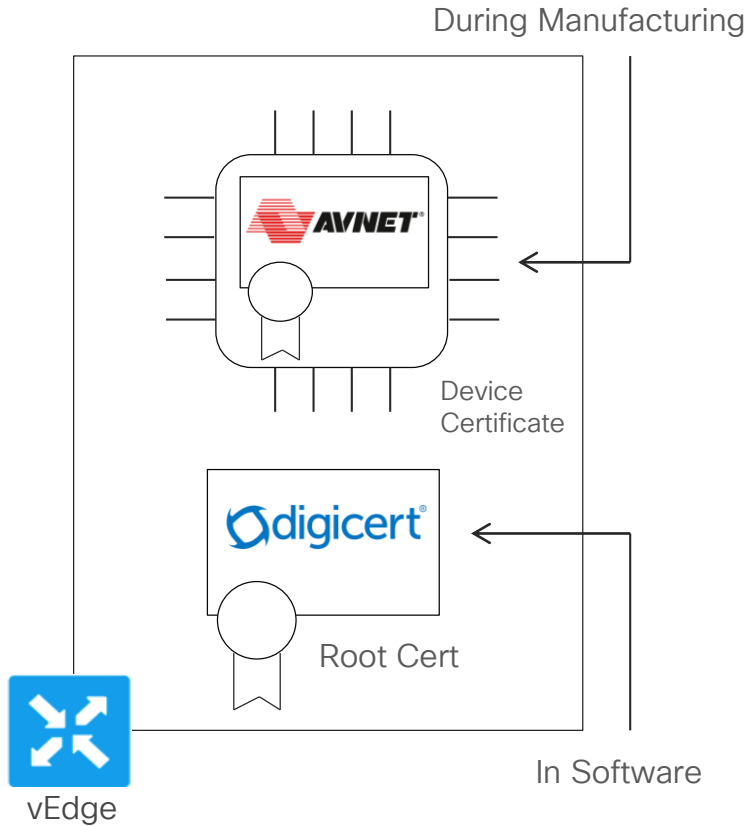 During Manufacturing
AVNET®
Device
Certificate
digicert®
Root Cert
In Software
vEdge